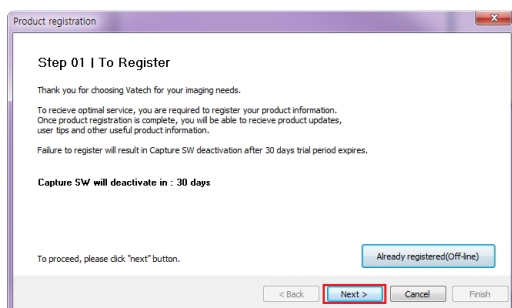 Product registration
Step 01 | To Register
Thank you for choosing Vatech for your imaging needs.
To recieve optimal service, you are required to register your product information.
Once product registration is complete, you will be able to recieve product updates,
user tips and other useful product information.
Failure to register will result in Capture SW deactivation after 30 days trial period expires.
Capture SW will deactivate in : 30 days
To proceed, please click "next" button.
Already registered(Off-line)
< Back
Next >
Cancel
Finish